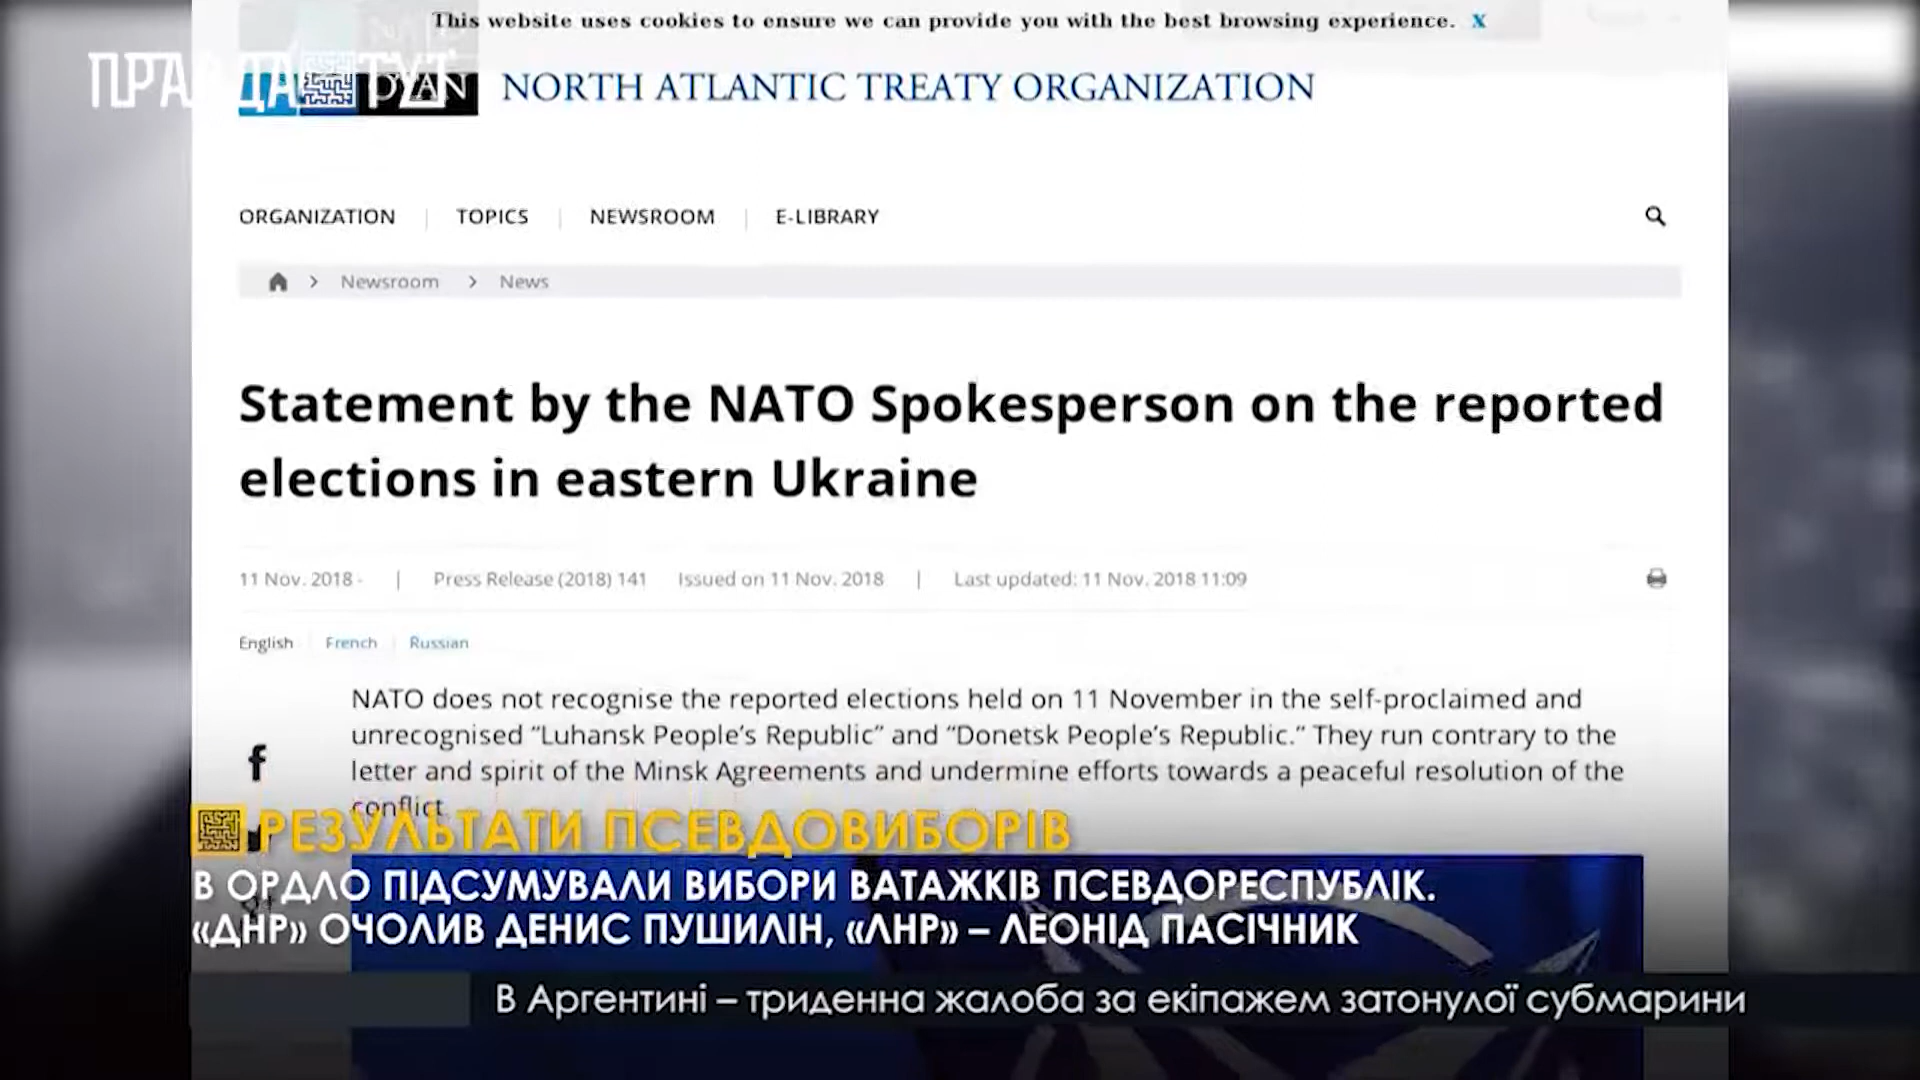 This website uses cookies to ensure we can provide you with the best browsing experience. X
ПРАВДА ТУТ
NORTH ATLANTIC TREATY ORGANIZATION
ORGANIZATION | TOPICS | NEWSROOM | E-LIBRARY
> Newsroom > News
Statement by the NATO Spokesperson on the reported
elections in eastern Ukraine
11 Nov. 2018 - | Press Release (2018) 141 Issued on 11 Nov. 2018 | Last updated: 11 Nov. 2018 11:09
English | French | Russian
NATO does not recognise the reported elections held on 11 November in the self-proclaimed and
unrecognised “Luhansk People’s Republic” and “Donetsk People’s Republic.” They run contrary to the
letter and spirit of the Minsk Agreements and undermine efforts towards a peaceful resolution of the
conflict.
f
РЕЗУЛЬТАТИ ПСЕВДОВИБОРІВ
В ОРДЛО ПІДСУМУВАЛИ ВИБОРИ ВАТАЖКІВ ПСЕВДОРЕСПУБЛІК.
«ДНР» ОЧОЛИВ ДЕНИС ПУШИЛІН, «ЛНР» – ЛЕОНІД ПАСІЧНИК
В Аргентині – триденна жалоба за екіпажем затонулої субмарини